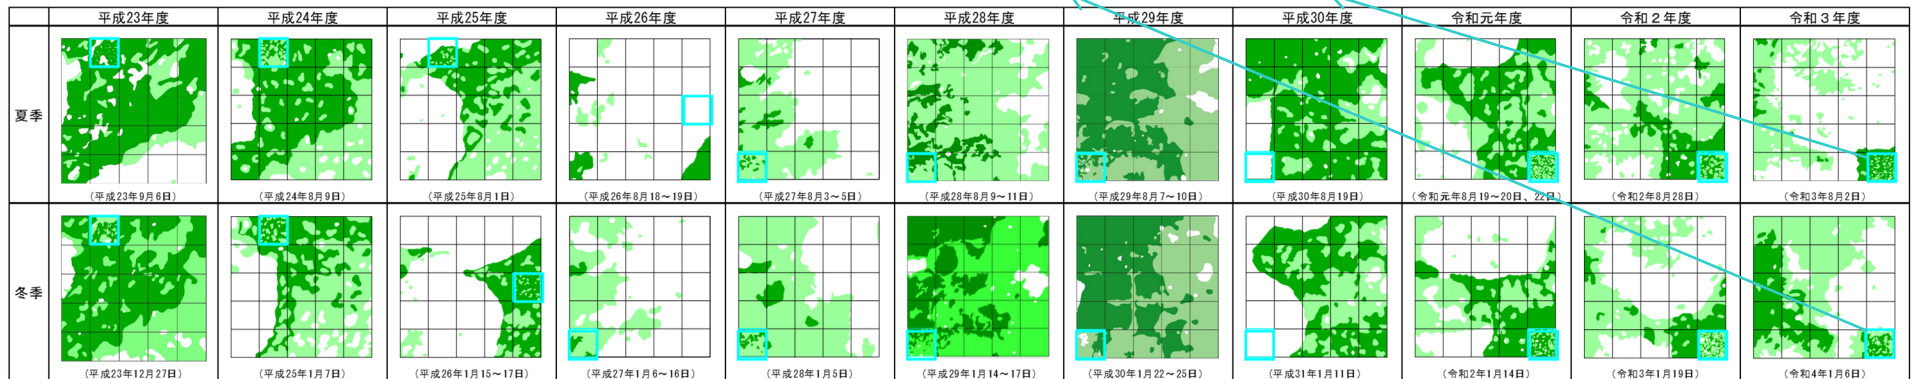 平成23年度 平成24年度 平成25年度 平成26年度 平成27年度 平成28年度 平成29年度 平成30年度 令和元年度 令和2年度 令和3年度
夏季
(平成23年9月6日) (平成24年8月9日) (平成25年8月1日) (平成26年8月18～19日) (平成27年8月3～5日) (平成28年8月9～11日) (平成29年8月7～10日) (平成30年8月19日) (令和元年8月19～20日、22日) (令和2年8月28日) (令和3年8月2日)
冬季
(平成23年12月27日) (平成25年1月7日) (平成26年1月15～17日) (平成27年1月6～16日) (平成28年1月5日) (平成29年1月14～17日) (平成30年1月22～25日) (平成31年1月11日) (令和2年1月14日) (令和3年1月19日) (令和4年1月6日)